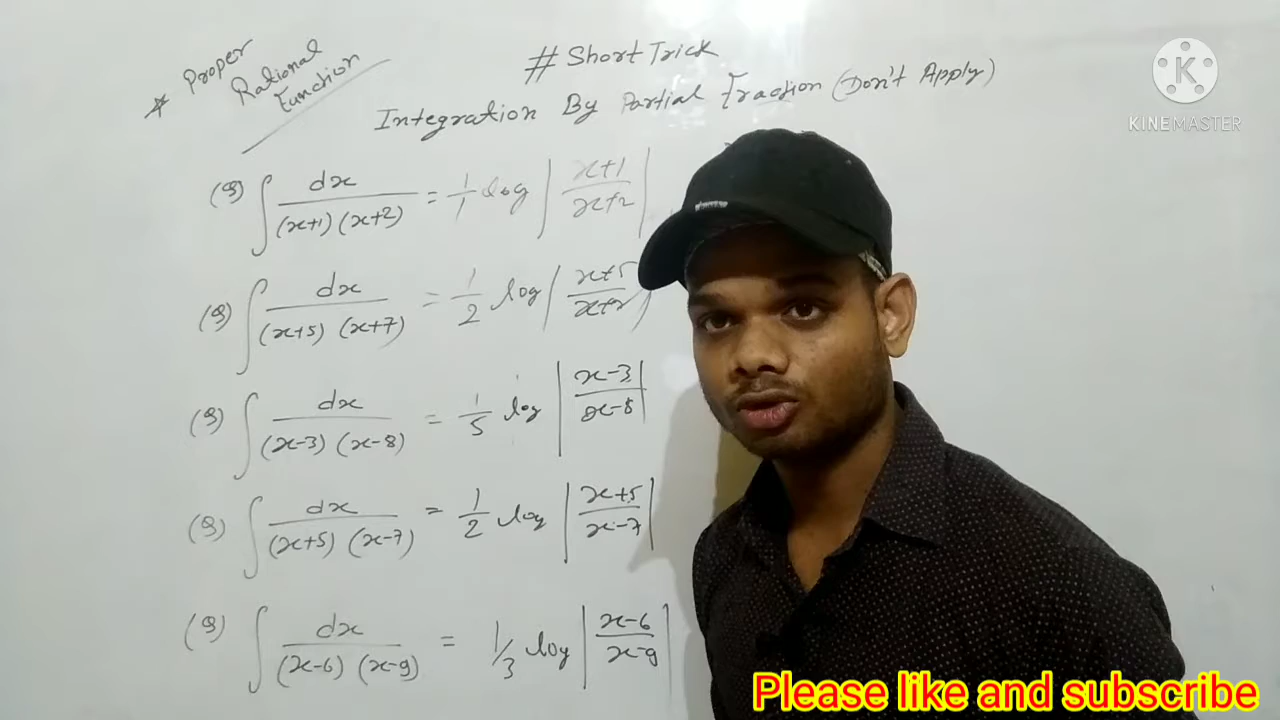 * Proper
Rational
Function
# Short Trick
Integration By Partial Fraction (Don't Apply)
KINEMASTER
(Q) ∫ dx / (x+1) (x+2) = 1/1 log | x+1 / x+2 |
(Q) ∫ dx / (x+5) (x+7) = 1/2 log | x+5 / x+7 |
(Q) ∫ dx / (x-3) (x-8) = 1/5 log | x-3 / x-8 |
(Q) ∫ dx / (x+5) (x-7) = 1/2 log | x+5 / x-7 |
(Q) ∫ dx / (x-6) (x-9) = 1/3 log | x-6 / x-9 |
Please like and subscribe